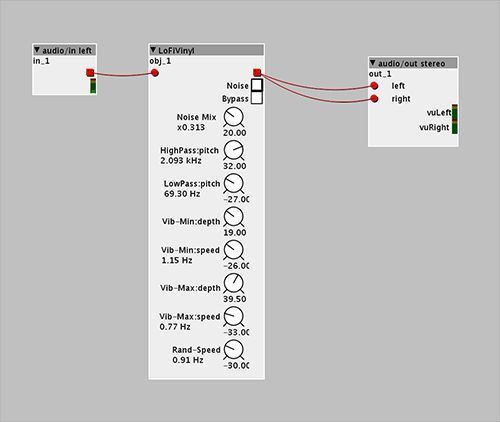 audio/in left
in_1
LoFiVinyl
obj_1
Noise
Bypass
Noise Mix
x0.313
20.00
HighPass:pitch
2.093 kHz
32.00
LowPass:pitch
69.30 Hz
-27.00
Vib-Min:depth
19.00
Vib-Min:speed
1.15 Hz
-26.00
Vib-Max:depth
39.50
Vib-Max:speed
0.77 Hz
-33.00
Rand-Speed
0.91 Hz
-30.00
audio/out stereo
out_1
left
right
vuLeft
vuRight